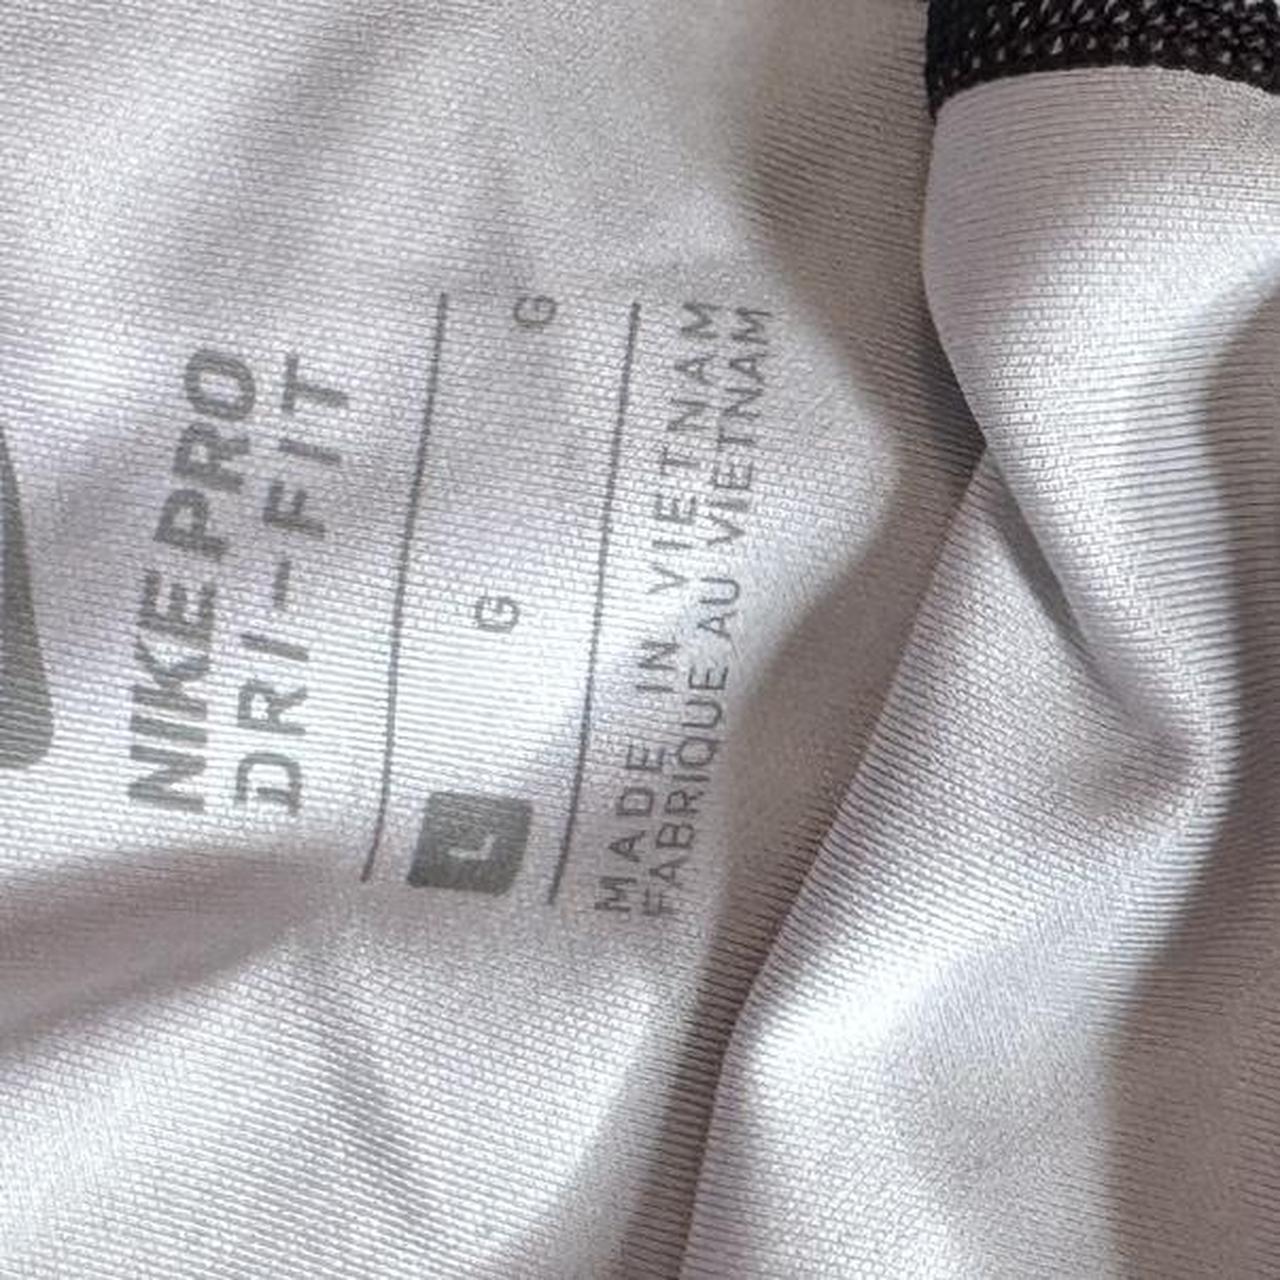 NIKE PRO
DRI-FIT
L G G
MADE IN VIETNAM
FABRIQUE AU VIETNAM